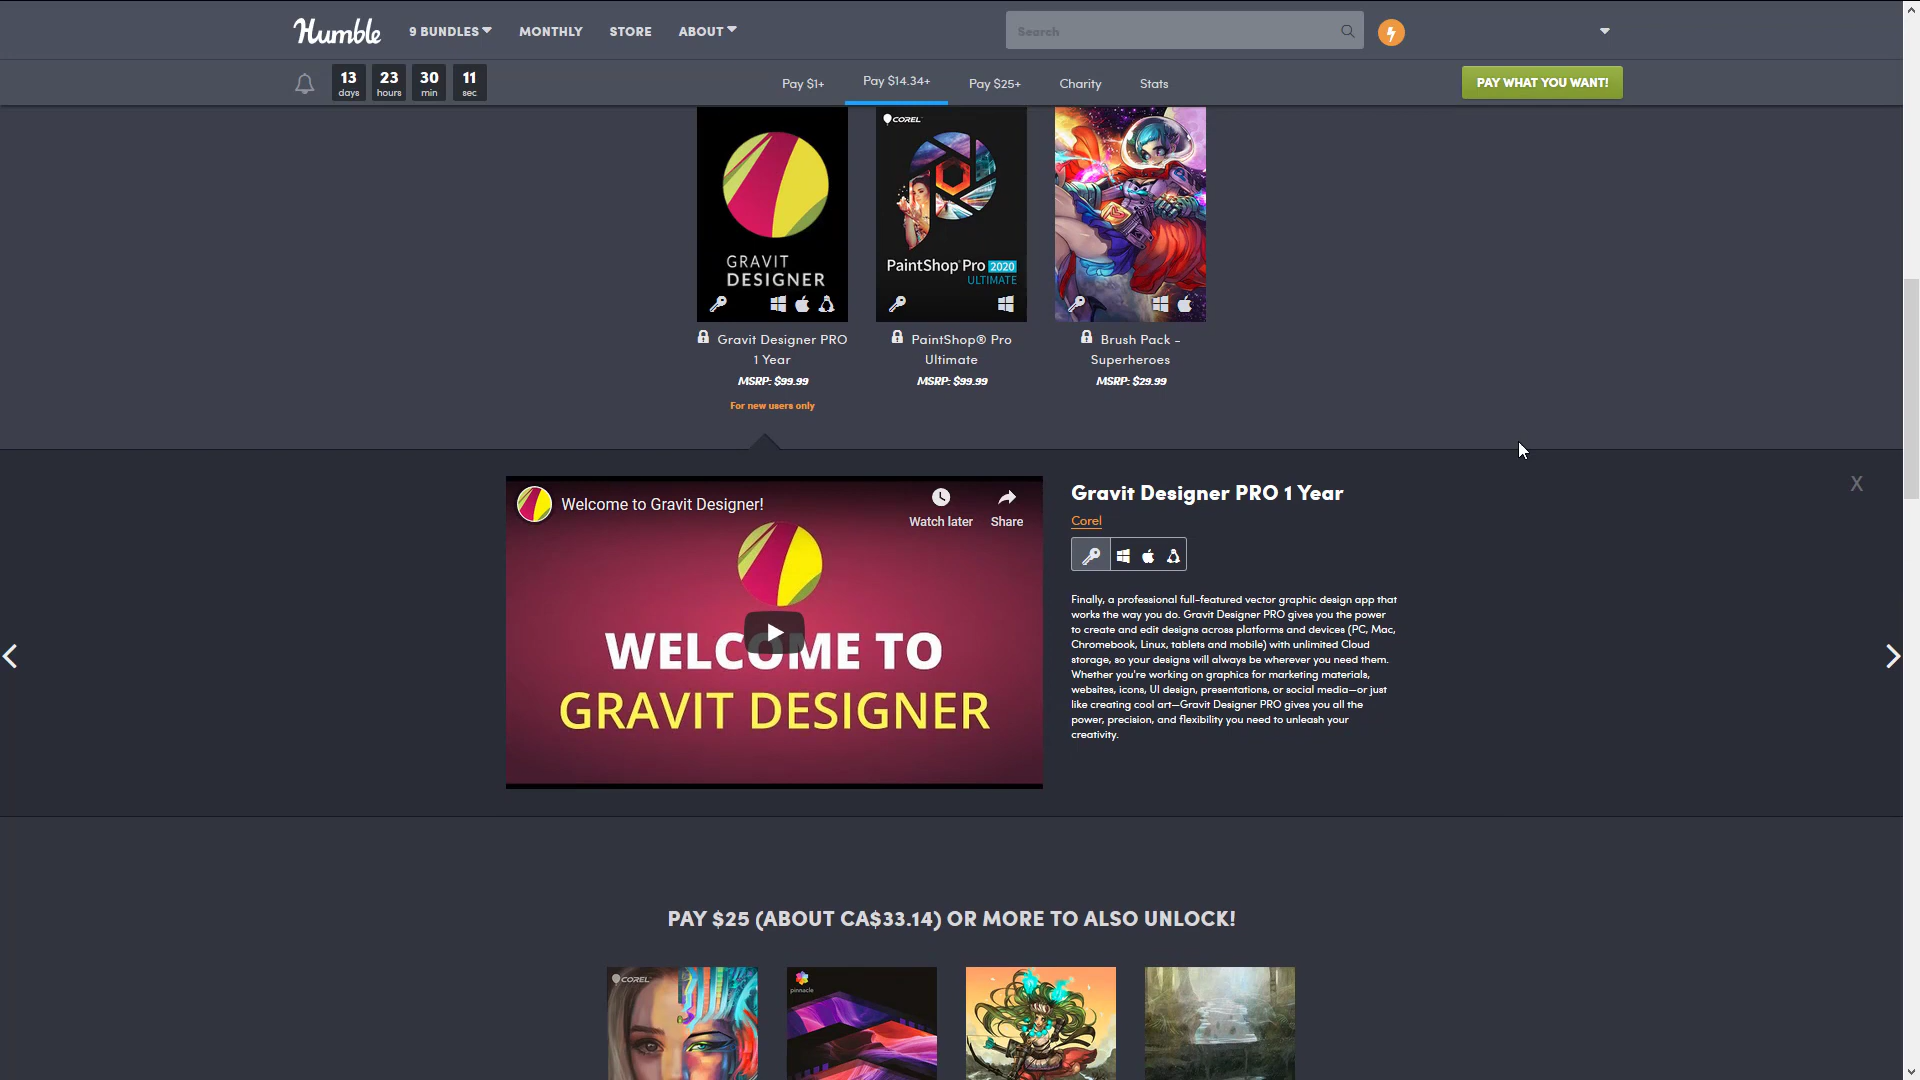 Humble
9 BUNDLES
MONTHLY
STORE
ABOUT
Search
13
days
23
hours
30
min
11
sec
Pay $1+
Pay $14.34+
Pay $25+
Charity
Stats
PAY WHAT YOU WANT!
GRAVIT
DESIGNER
COREL
PaintShop Pro 2020
ULTIMATE
Gravit Designer PRO
1 Year
MSRP: $99.99
For new users only
PaintShop® Pro
Ultimate
MSRP: $99.99
Brush Pack -
Superheroes
MSRP: $29.99
Welcome to Gravit Designer!
Watch later
Share
WELCOME TO
GRAVIT DESIGNER
X
Gravit Designer PRO 1 Year
Corel
Finally, a professional full-featured vector graphic design app that
works the way you do. Gravit Designer PRO gives you the power
to create and edit designs across platforms and devices (PC, Mac,
Chromebook, Linux, tablets and mobile) with unlimited Cloud
storage, so your designs will always be wherever you need them.
Whether you're working on graphics for marketing materials,
websites, icons, UI design, presentations, or social media—or just
like creating cool art—Gravit Designer PRO gives you all the
power, precision, and flexibility you need to unleash your
creativity.
PAY $25 (ABOUT CA$33.14) OR MORE TO ALSO UNLOCK!
COREL
pinnacle